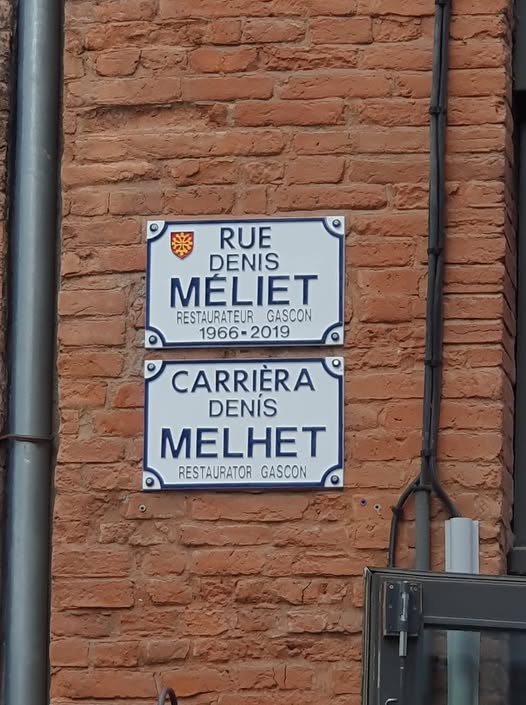 RUE
DENIS
MÉLIET
RESTAURATEUR GASCON
1966-2019
CARRIÈRA
DENÍS
MELHET
RESTAURATOR GASCON